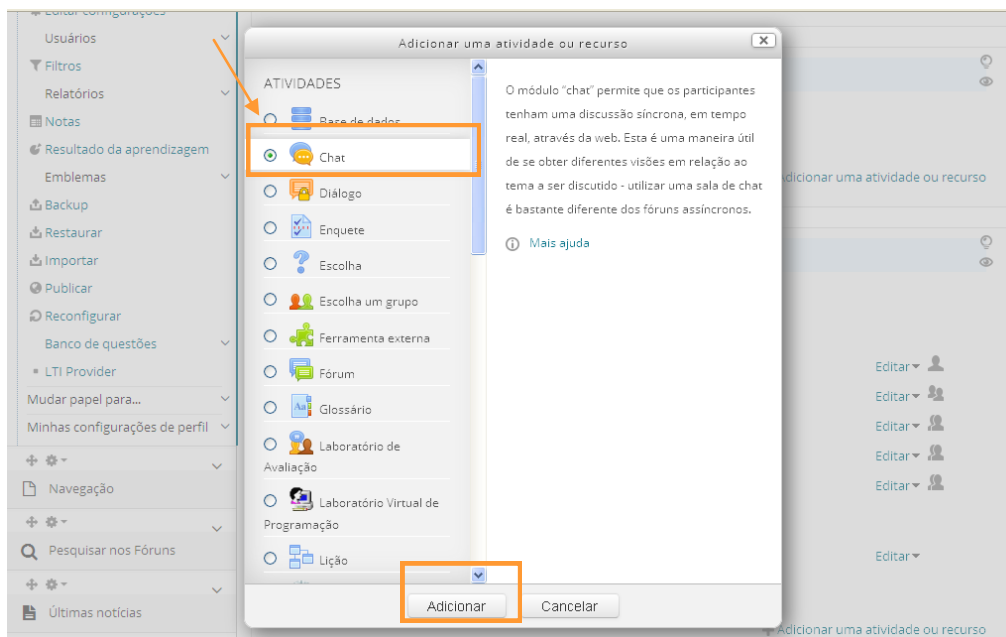 Editar configurações
Usuários
Filtros
Relatórios
Notas
Resultado da aprendizagem
Emblemas
Backup
Restaurar
Importar
Publicar
Reconfigurar
Banco de questões
LTI Provider
Mudar papel para...
Minhas configurações de perfil
Navegação
Pesquisar nos Fóruns
Últimas notícias
Adicionar uma atividade ou recurso
ATIVIDADES
Base de dados
Chat
Diálogo
Enquete
Escolha
Escolha um grupo
Ferramenta externa
Fórum
Glossário
Laboratório de
Avaliação
Laboratório Virtual de
Programação
Lição
O módulo "chat" permite que os participantes
tenham uma discussão síncrona, em tempo
real, através da web. Esta é uma maneira útil
de se obter diferentes visões em relação ao
tema a ser discutido - utilizar uma sala de chat
é bastante diferente dos fóruns assíncronos.
Mais ajuda
Adicionar
Cancelar
Adicionar uma atividade ou recurso
Editar
Editar
Editar
Editar
Editar
Editar
Adicionar uma atividade ou recurso